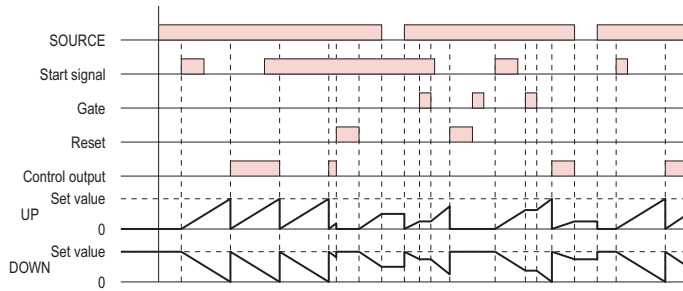 SOURCE
Start signal
Gate
Reset
Control output
Set value
UP
0
Set value
DOWN
0